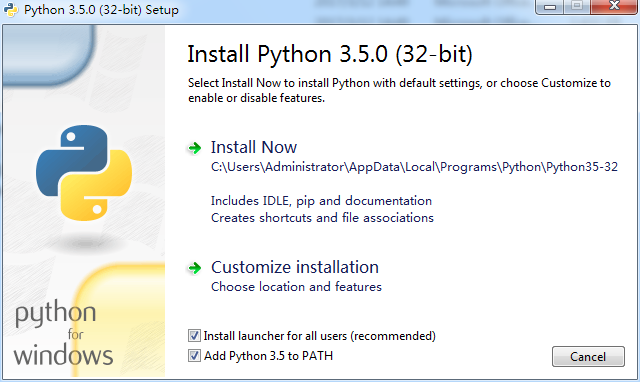 Python 3.5.0 (32-bit) Setup
Install Python 3.5.0 (32-bit)
Select Install Now to install Python with default settings, or choose Customize to
enable or disable features.
Install Now
C:\Users\Administrator\AppData\Local\Programs\Python\Python35-32
Includes IDLE, pip and documentation
Creates shortcuts and file associations
Customize installation
Choose location and features
Install launcher for all users (recommended)
Add Python 3.5 to PATH
Cancel
python
for
windows